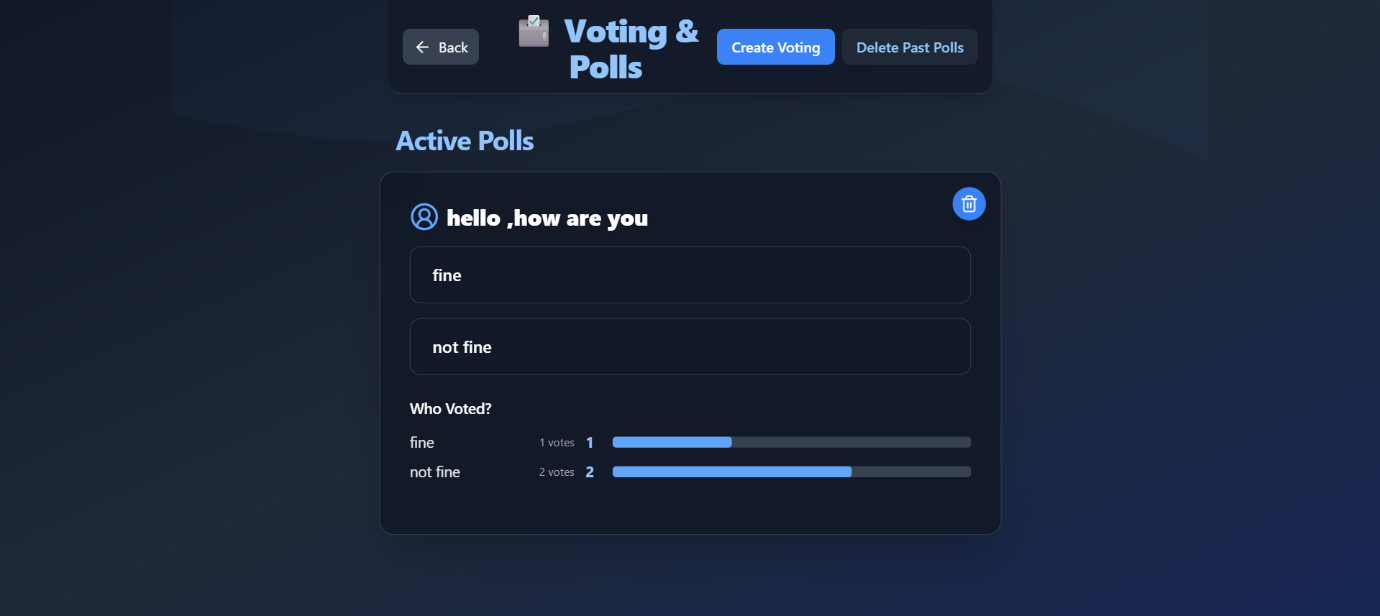 Back
Voting &
Polls
Create Voting
Delete Past Polls
Active Polls
hello ,how are you
fine
not fine
Who Voted?
fine 1 votes 1
not fine 2 votes 2